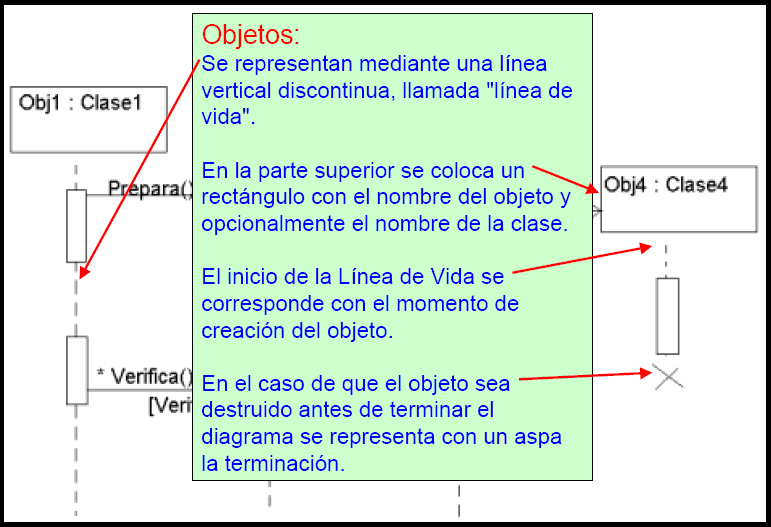 Objetos:
Se representan mediante una línea
vertical discontinua, llamada "línea de
vida".
En la parte superior se coloca un
rectángulo con el nombre del objeto y
opcionalmente el nombre de la clase.
El inicio de la Línea de Vida se
corresponde con el momento de
creación del objeto.
En el caso de que el objeto sea
destruido antes de terminar el
diagrama se representa con un aspa
la terminación.
Obj1 : Clase1
Prepara()
* Verifica()
[Veri
Obj4 : Clase4